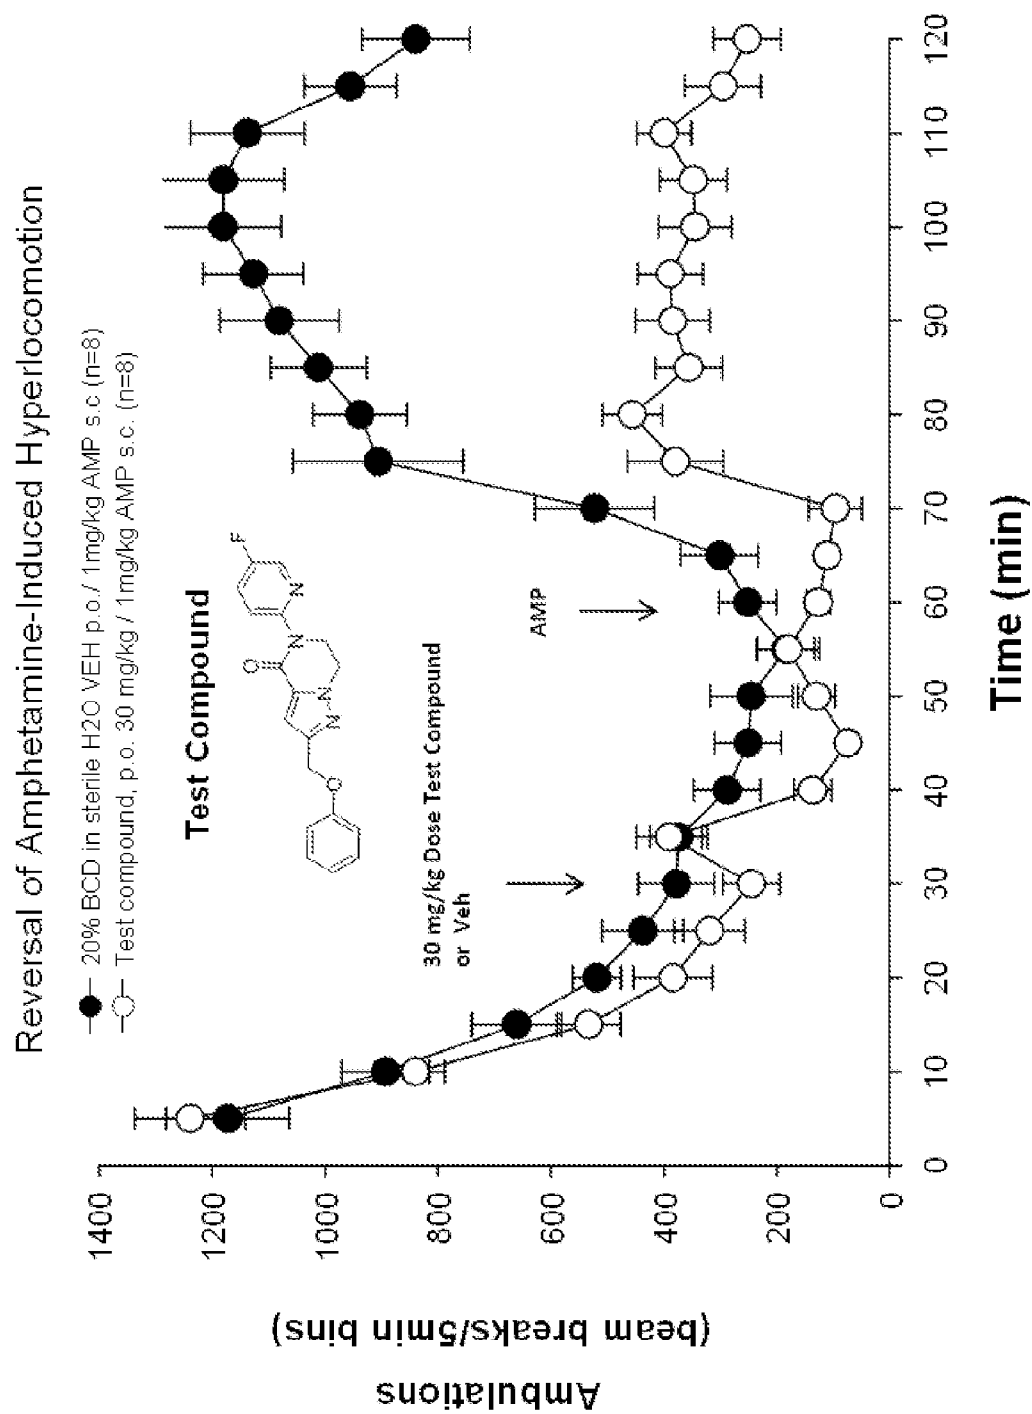 Reversal of Amphetamine-Induced Hyperlocomotion
20% BCD in sterile H2O VEH p.o./ 1mg/kg AMP s.c (n=8)
Test compound, p.o. 30 mg/kg / 1mg/kg AMP s.c. (n=8)
Test Compound
F
N
O
N
N
N
O
30 mg/kg Dose Test Compound
or Veh
AMP
Ambulations
(beam breaks/5min bins)
1400
1200
1000
800
600
400
200
0
0 10 20 30 40 50 60 70 80 90 100 110 120
Time (min)